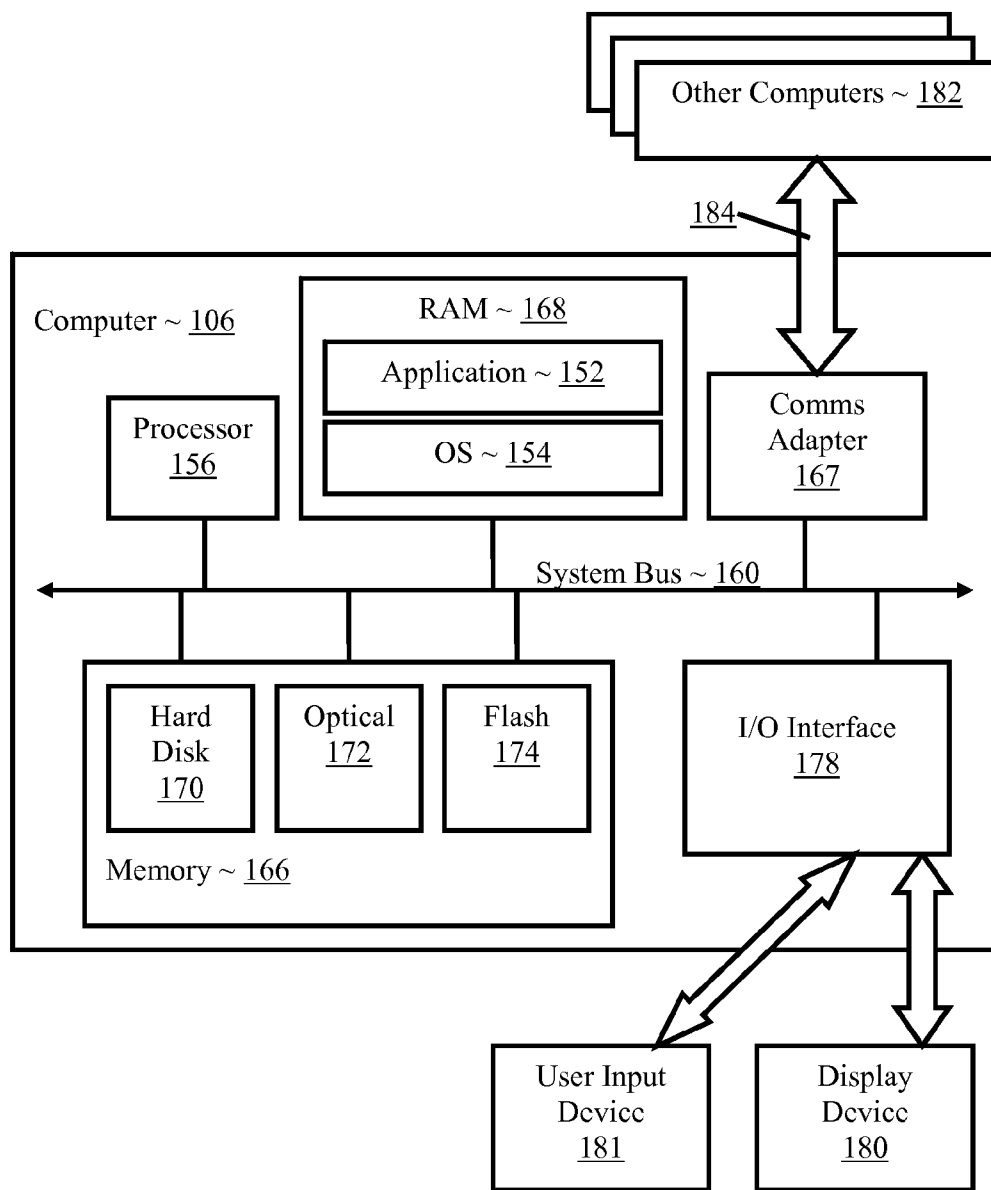 Other Computers ~ 182
184
Computer ~ 106
RAM ~ 168
Application ~ 152
OS ~ 154
Processor
156
Comms
Adapter
167
System Bus ~ 160
Hard
Disk
170
Optical
172
Flash
174
Memory ~ 166
I/O Interface
178
User Input
Device
181
Display
Device
180